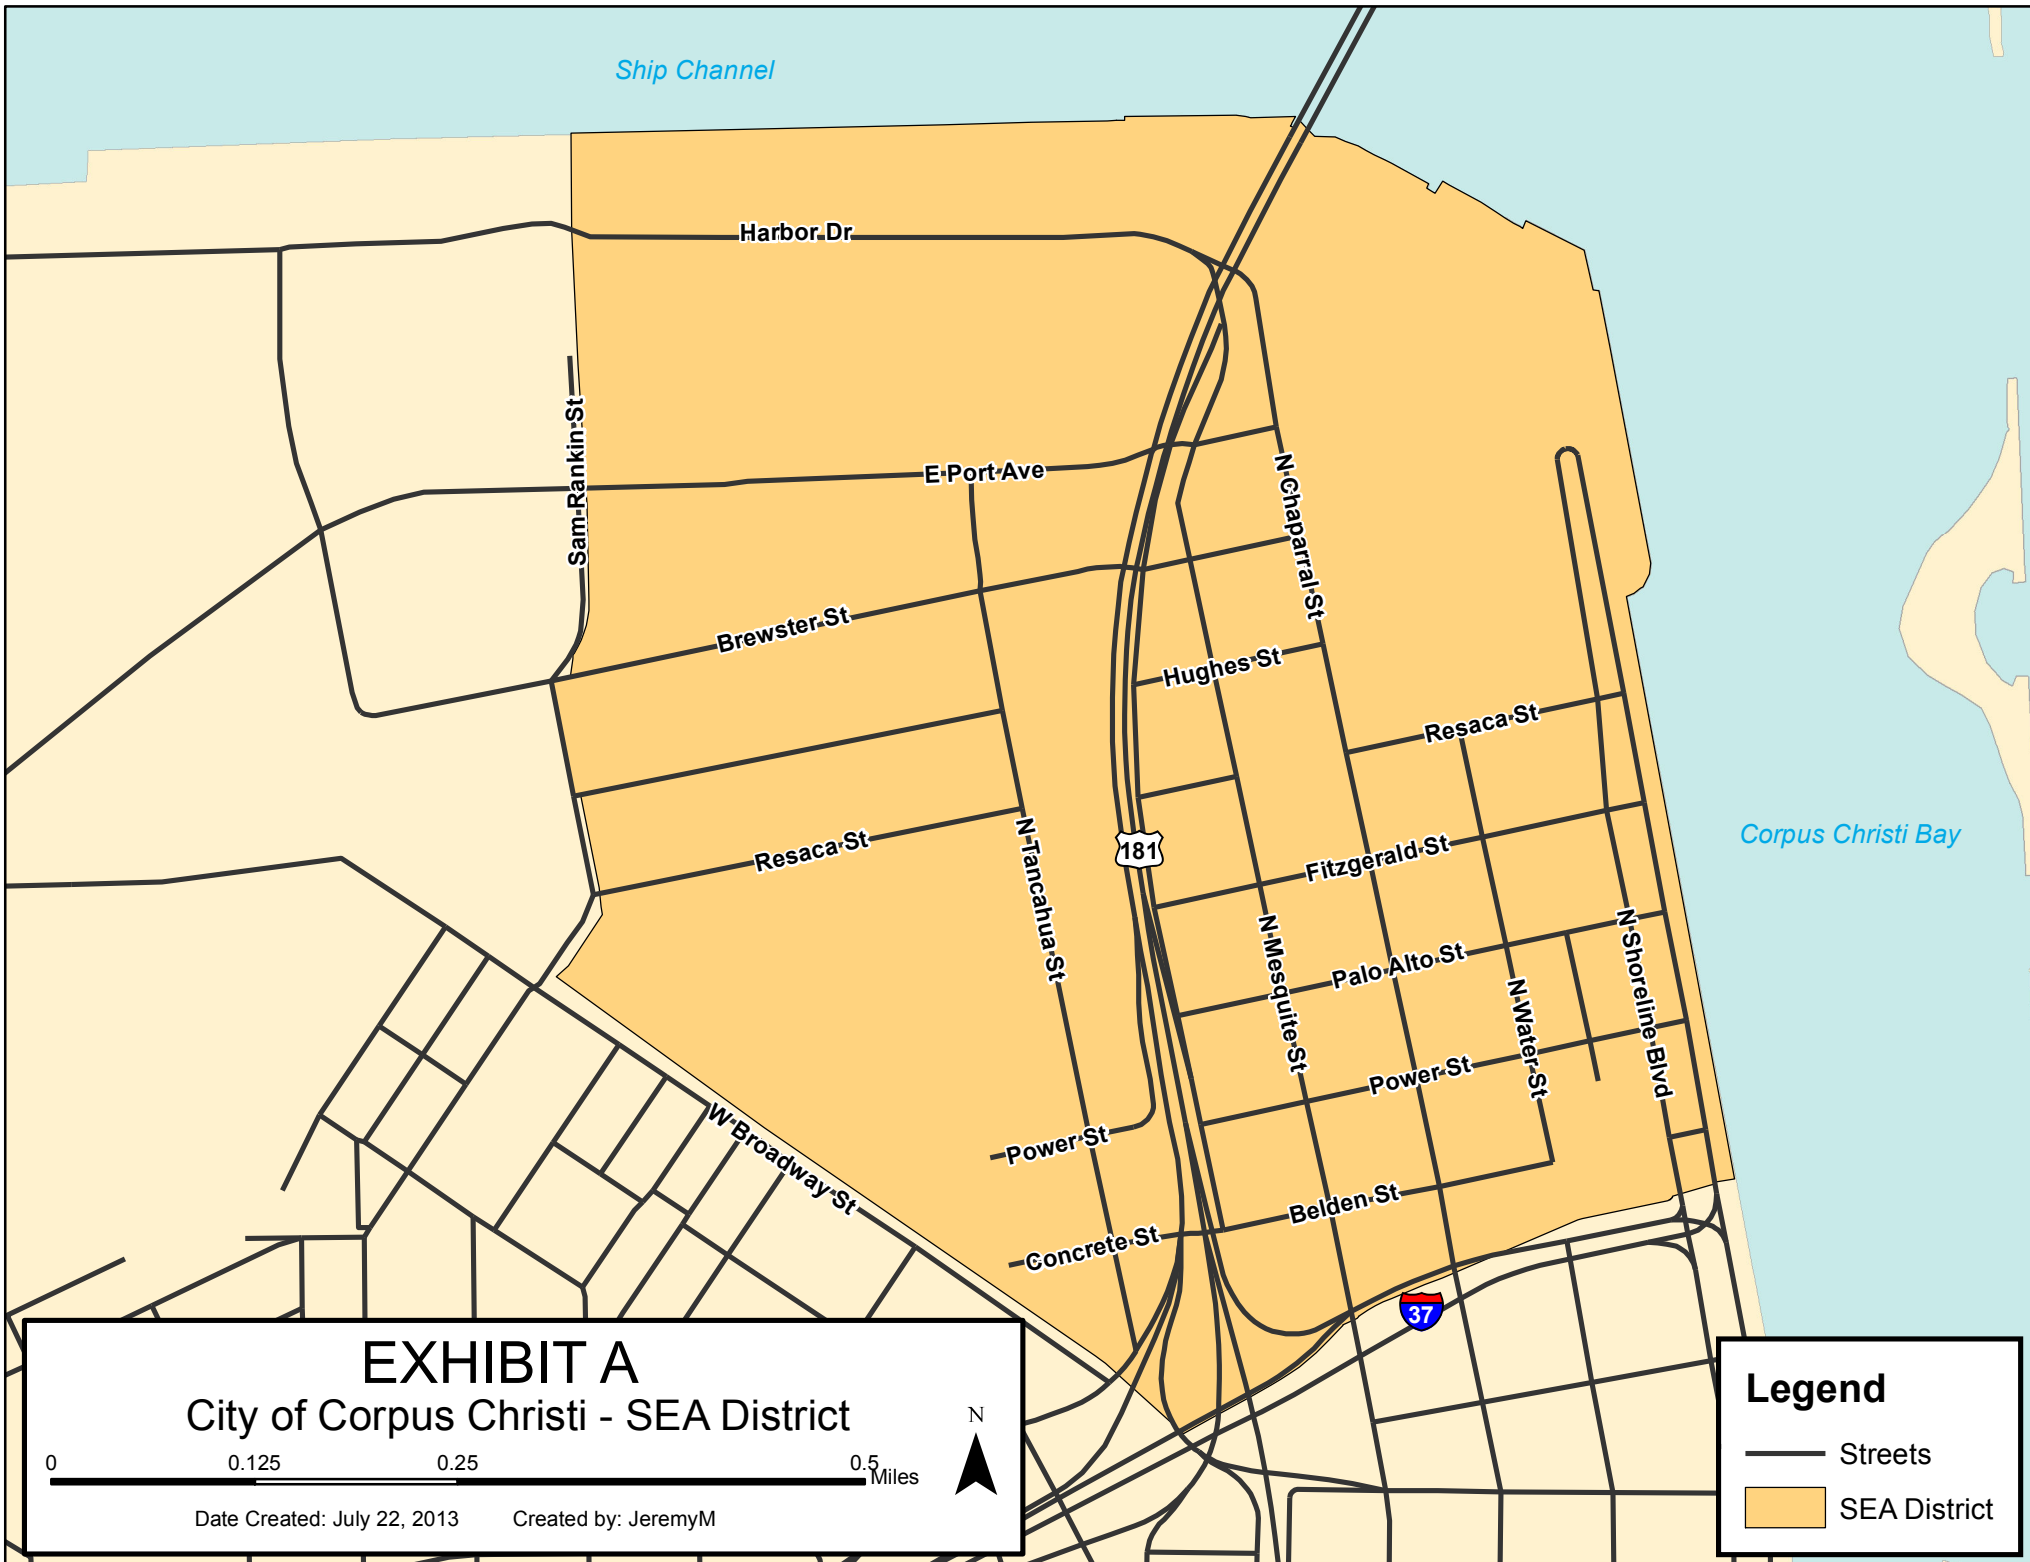 Ship Channel
Harbor Dr
Sam Rankin St
E Port Ave
N Chaparral St
Brewster St
Hughes St
Resaca St
Corpus Christi Bay
181
Resaca St
N Tancahua St
Fitzgerald St
N Mesquite St
Palo Alto St
N Water St
N Shoreline Blvd
Power St
W Broadway St
Power St
Belden St
Concrete St
37
EXHIBIT A
City of Corpus Christi - SEA District
N
0 0.125 0.25 0.5
Miles
Date Created: July 22, 2013 Created by: JeremyM
Legend
Streets
SEA District